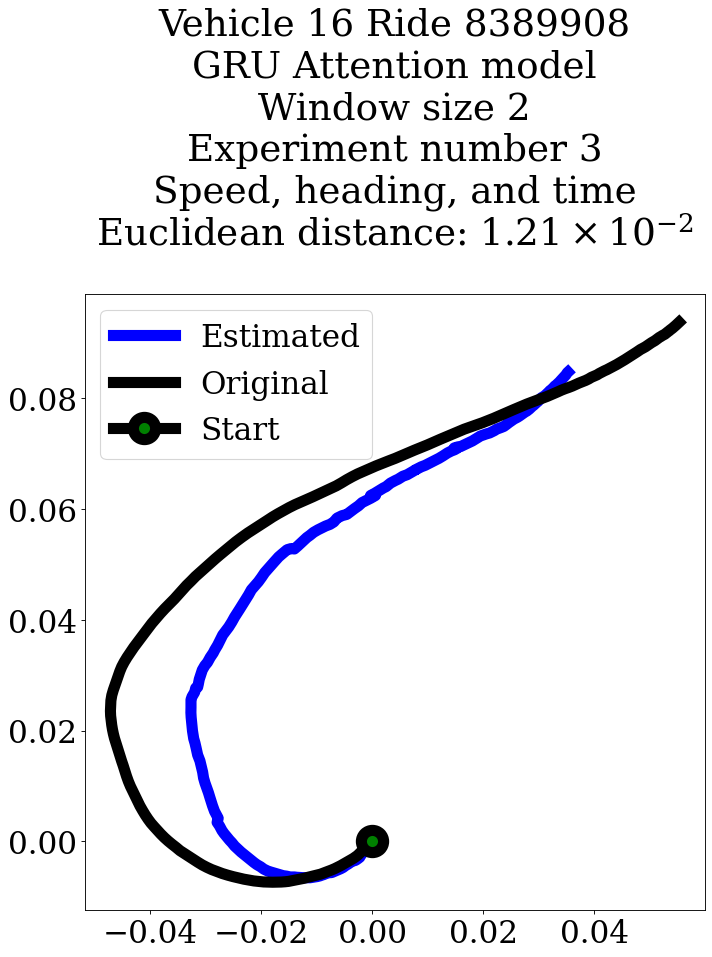 Vehicle 16 Ride 8389908
GRU Attention model
Window size 2
Experiment number 3
Speed, heading, and time
Euclidean distance: 1.21 × 10⁻²
Estimated
Original
Start
0.08
0.06
0.04
0.02
0.00
−0.04 −0.02 0.00 0.02 0.04